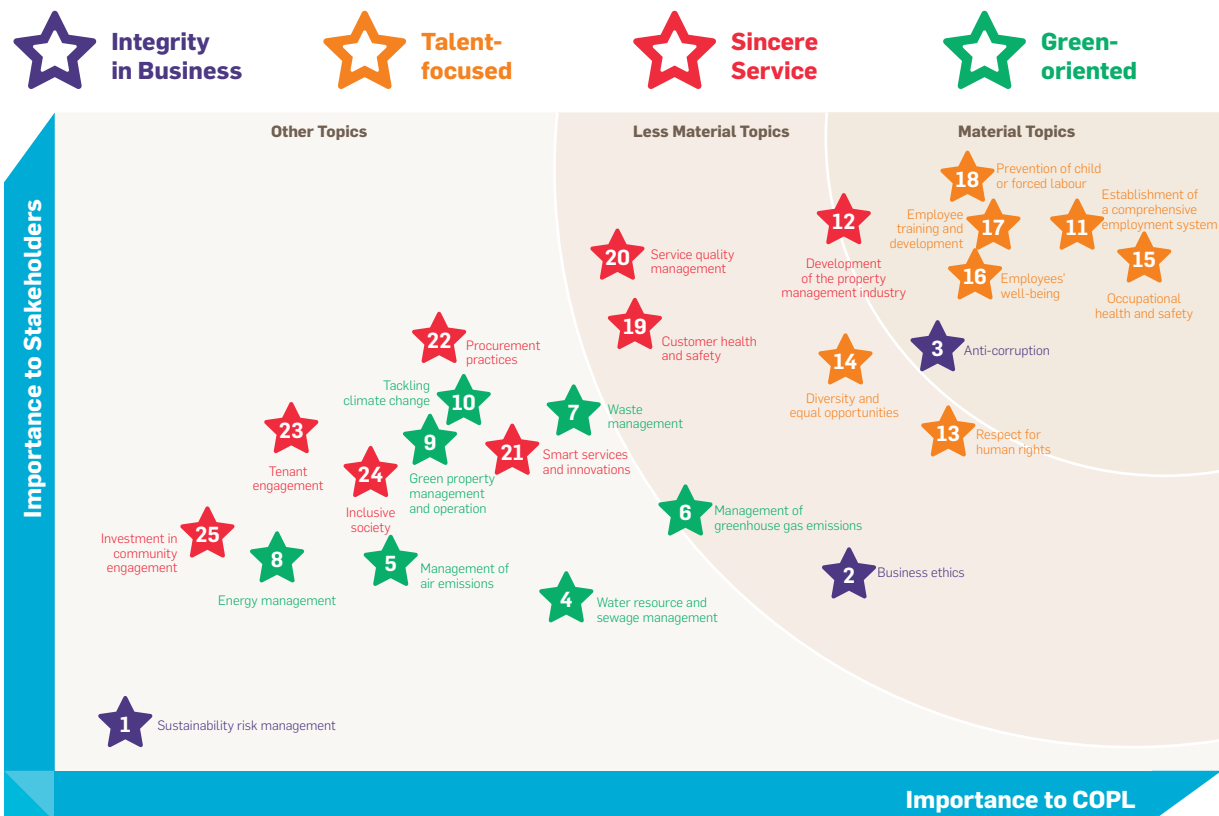 Integrity
in Business
Talent-
focused
Sincere
Service
Green-
oriented
Other Topics
Less Material Topics
Material Topics
Importance to Stakeholders
18
Prevention of child
or forced labour
12
Development
of the property
management industry
17
Employee
training and
development
11
Establishment of
a comprehensive
employment system
15
Occupational
health and safety
16
Employees'
well-being
20
Service quality
management
19
Customer health
and safety
3
Anti-corruption
14
Diversity and
equal opportunities
13
Respect for
human rights
22
Procurement
practices
10
Tackling
climate change
7
Waste
management
9
Green property
management
and operation
21
Smart services
and innovations
23
Tenant
engagement
24
Inclusive
society
6
Management of
greenhouse gas emissions
25
Investment in
community
engagement
8
Energy management
5
Management of
air emissions
4
Water resource and
sewage management
2
Business ethics
1
Sustainability risk management
Importance to COPL